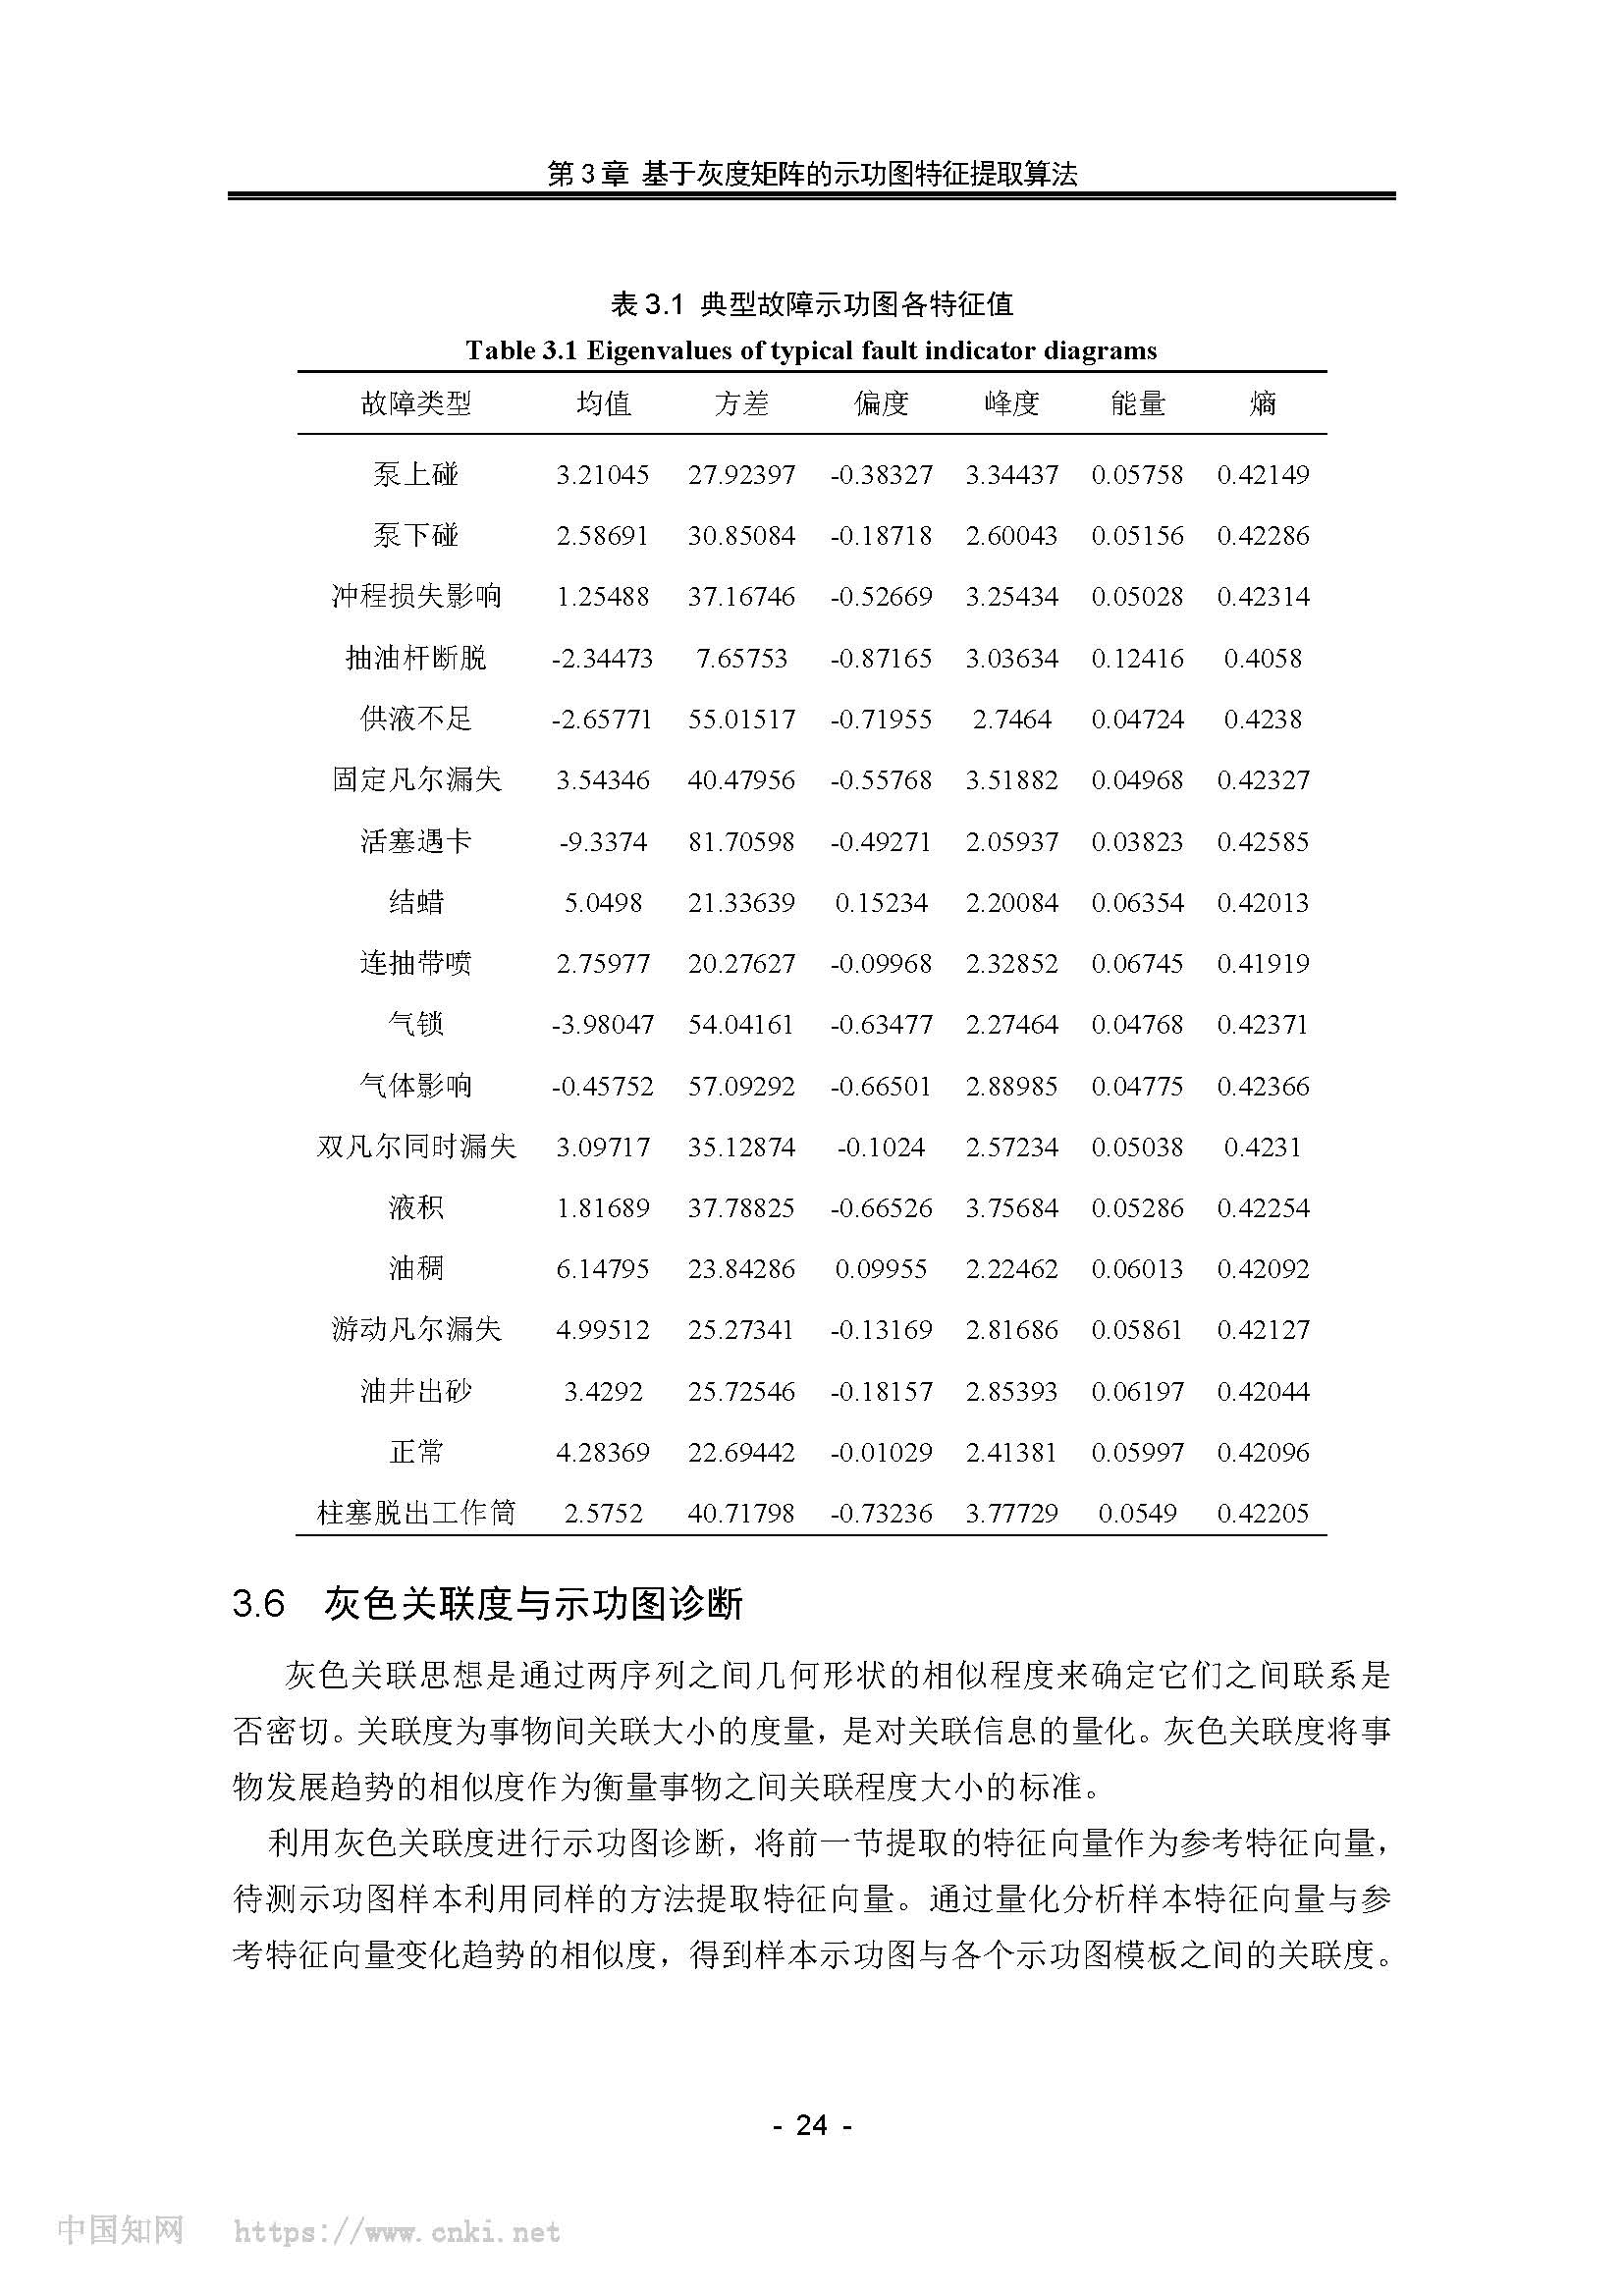 第3章 基于灰度矩阵的示功图特征提取算法
表3.1 典型故障示功图各特征值
Table 3.1 Eigenvalues of typical fault indicator diagrams
故障类型 均值 方差 偏度 峰度 能量 熵
泵上碰 3.21045 27.92397 -0.38327 3.34437 0.05758 0.42149
泵下碰 2.58691 30.85084 -0.18718 2.60043 0.05156 0.42286
冲程损失影响 1.25488 37.16746 -0.52669 3.25434 0.05028 0.42314
抽油杆断脱 -2.34473 7.65753 -0.87165 3.03634 0.12416 0.4058
供液不足 -2.65771 55.01517 -0.71955 2.7464 0.04724 0.4238
固定凡尔漏失 3.54346 40.47956 -0.55768 3.51882 0.04968 0.42327
活塞遇卡 -9.3374 81.70598 -0.49271 2.05937 0.03823 0.42585
结蜡 5.0498 21.33639 0.15234 2.20084 0.06354 0.42013
连抽带喷 2.75977 20.27627 -0.09968 2.32852 0.06745 0.41919
气锁 -3.98047 54.04161 -0.63477 2.27464 0.04768 0.42371
气体影响 -0.45752 57.09292 -0.66501 2.88985 0.04775 0.42366
双凡尔同时漏失 3.09717 35.12874 -0.1024 2.57234 0.05038 0.4231
液积 1.81689 37.78825 -0.66526 3.75684 0.05286 0.42254
油稠 6.14795 23.84286 0.09955 2.22462 0.06013 0.42092
游动凡尔漏失 4.99512 25.27341 -0.13169 2.81686 0.05861 0.42127
油井出砂 3.4292 25.72546 -0.18157 2.85393 0.06197 0.42044
正常 4.28369 22.69442 -0.01029 2.41381 0.05997 0.42096
柱塞脱出工作筒 2.5752 40.71798 -0.73236 3.77729 0.0549 0.42205
3.6 灰色关联度与示功图诊断
灰色关联思想是通过两序列之间几何形状的相似程度来确定它们之间联系是
否密切。关联度为事物间关联大小的度量，是对关联信息的量化。灰色关联度将事
物发展趋势的相似度作为衡量事物之间关联程度大小的标准。
利用灰色关联度进行示功图诊断，将前一节提取的特征向量作为参考特征向量，
待测示功图样本利用同样的方法提取特征向量。通过量化分析样本特征向量与参
考特征向量变化趋势的相似度，得到样本示功图与各个示功图模板之间的关联度。
- 24 -
中国知网 https://www.cnki.net